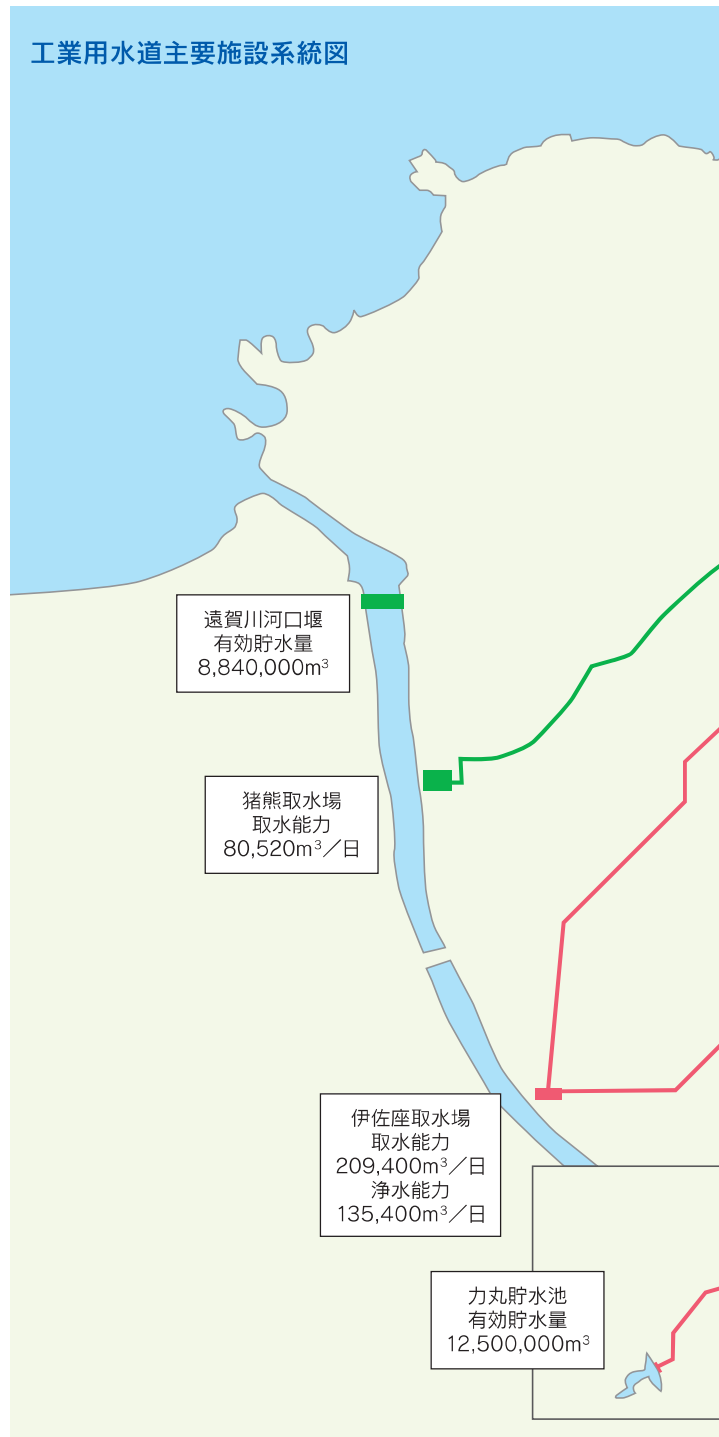 工業用水道主要施設系統図
遠賀川河口堰
有効貯水量
8,840,000m³
猪熊取水場
取水能力
80,520m³／日
伊佐座取水場
取水能力
209,400m³／日
浄水能力
135,400m³／日
力丸貯水池
有効貯水量
12,500,000m³